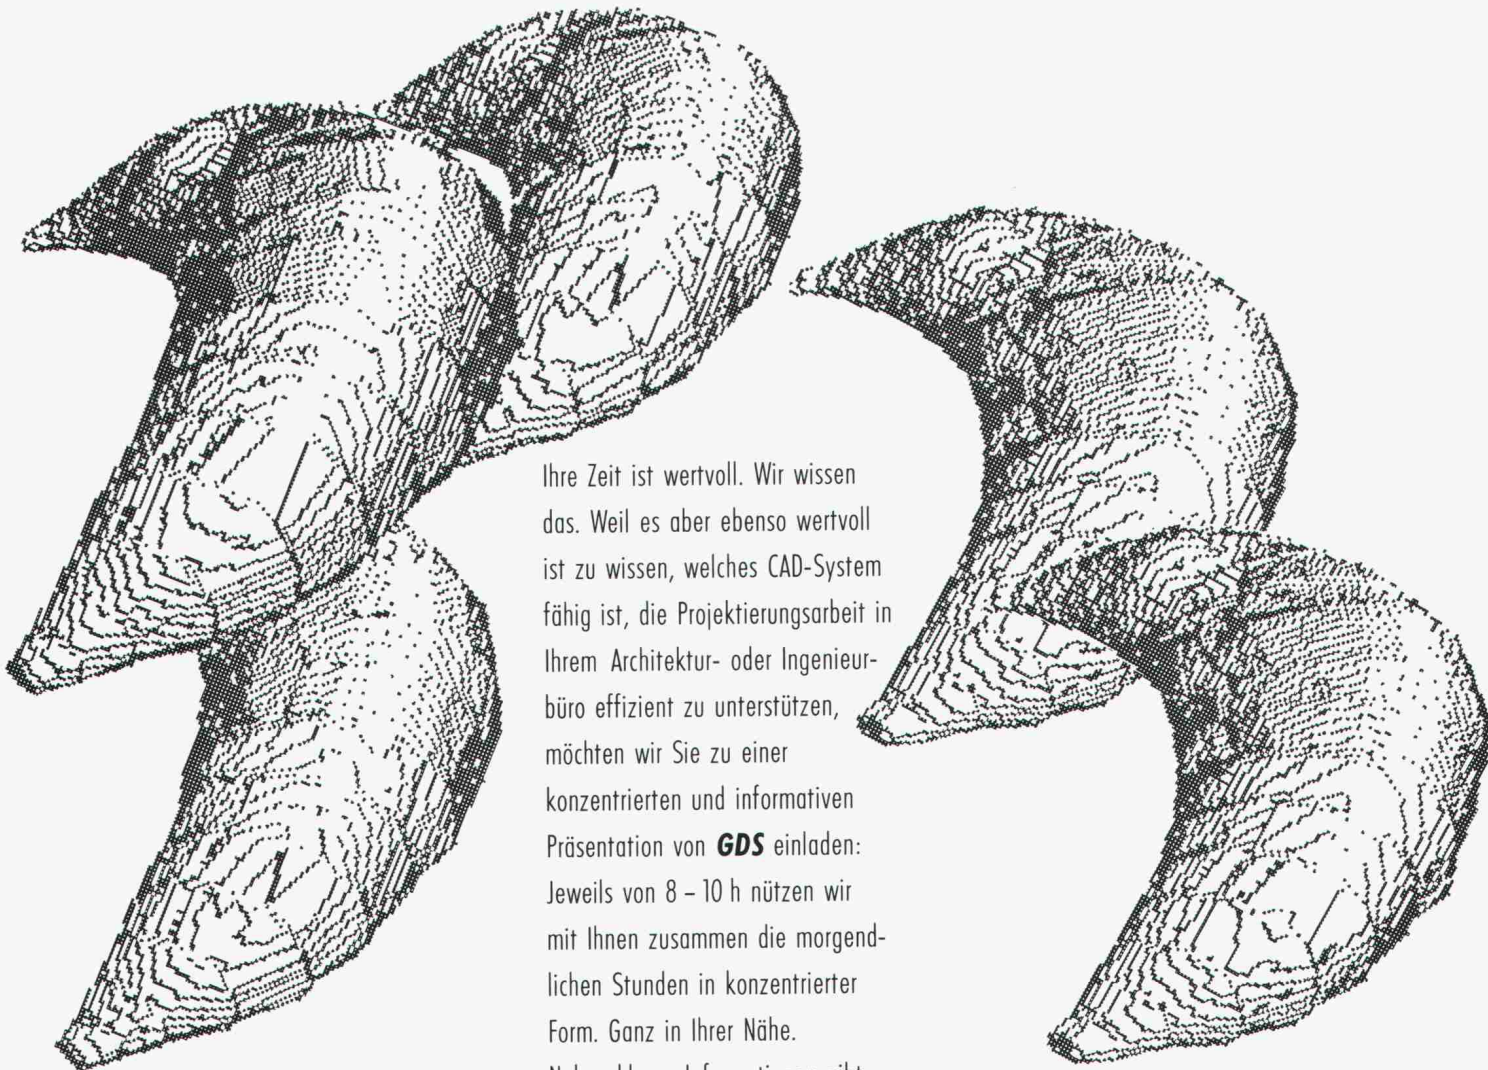 Ihre Zeit ist wertvoll. Wir wissen
das. Weil es aber ebenso wertvoll
ist zu wissen, welches CAD-System
fähig ist, die Projektierungsarbeit in
Ihrem Architektur- oder Ingenieur-
büro effizient zu unterstützen,
möchten wir Sie zu einer
konzentrierten und informativen
Präsentation von GDS einladen:
Jeweils von 8 – 10 h nützen wir
mit Ihnen zusammen die morgend-
lichen Stunden in konzentrierter
Form. Ganz in Ihrer Nähe.